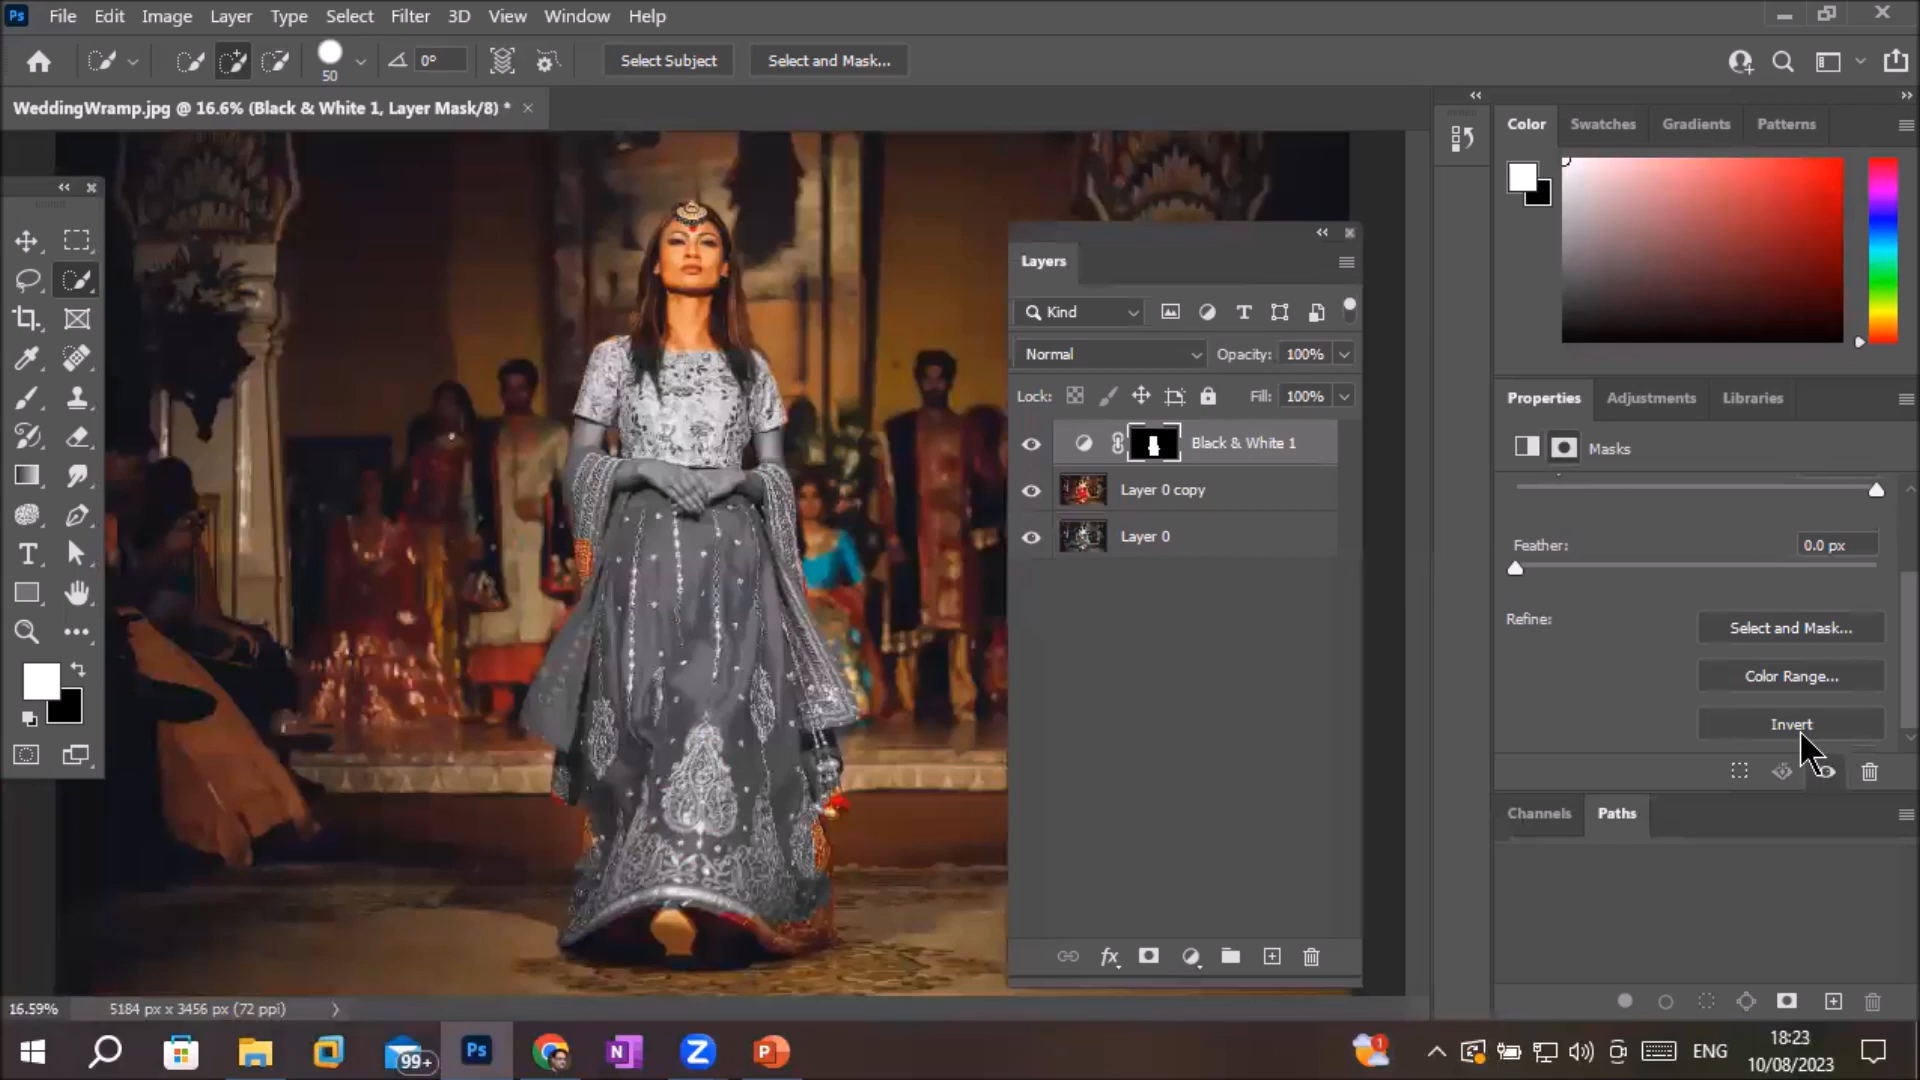 Ps File Edit Image Layer Type Select Filter 3D View Window Help
50 0° Select Subject Select and Mask...
WeddingWramp.jpg @ 16.6% (Black & White 1, Layer Mask/8) * ×
Color Swatches Gradients Patterns
Layers
Kind
Normal Opacity: 100%
Lock: Fill: 100%
Black & White 1
Layer 0 copy
Layer 0
fx
Properties Adjustments Libraries
Masks
Feather: 0.0 px
Refine: Select and Mask...
Color Range...
Invert
Channels Paths
16.59% 5184 px x 3456 px (72 ppi)
99+ Ps N Z P 1 ENG 18:23
10/08/2023